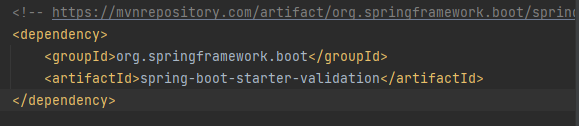 <!-- https://mvnrepository.com/artifact/org.springframework.boot/spring
<dependency>
    <groupId>org.springframework.boot</groupId>
    <artifactId>spring-boot-starter-validation</artifactId>
</dependency>